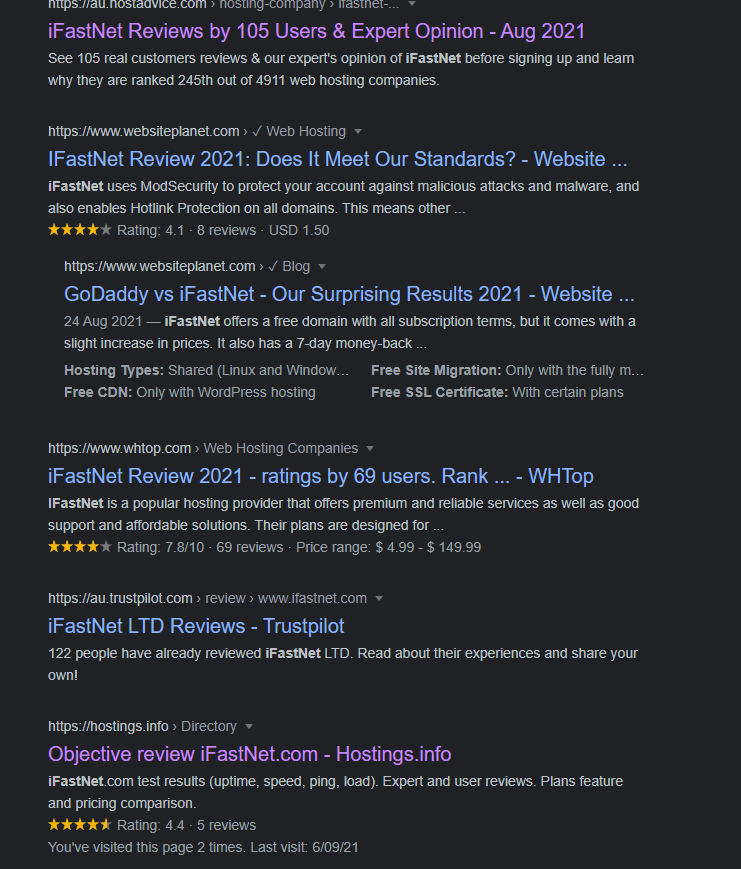 https://au.hostadvice.com › hosting-company › ifastnet-...
iFastNet Reviews by 105 Users & Expert Opinion - Aug 2021
See 105 real customers reviews & our expert's opinion of iFastNet before signing up and learn
why they are ranked 245th out of 4911 web hosting companies.
https://www.websiteplanet.com › ✓ Web Hosting
IFastNet Review 2021: Does It Meet Our Standards? - Website ...
iFastNet uses ModSecurity to protect your account against malicious attacks and malware, and
also enables Hotlink Protection on all domains. This means other ...
★★★★★ Rating: 4.1 · 8 reviews · USD 1.50
https://www.websiteplanet.com › ✓ Blog
GoDaddy vs iFastNet - Our Surprising Results 2021 - Website ...
24 Aug 2021 — iFastNet offers a free domain with all subscription terms, but it comes with a
slight increase in prices. It also has a 7-day money-back ...
Hosting Types: Shared (Linux and Window... Free Site Migration: Only with the fully m...
Free CDN: Only with WordPress hosting Free SSL Certificate: With certain plans
https://www.whtop.com › Web Hosting Companies
iFastNet Review 2021 - ratings by 69 users. Rank ... - WHTop
IFastNet is a popular hosting provider that offers premium and reliable services as well as good
support and affordable solutions. Their plans are designed for ...
★★★★★ Rating: 7.8/10 · 69 reviews · Price range: $ 4.99 - $ 149.99
https://au.trustpilot.com › review › www.ifastnet.com
iFastNet LTD Reviews - Trustpilot
122 people have already reviewed iFastNet LTD. Read about their experiences and share your
own!
https://hostings.info › Directory
Objective review iFastNet.com - Hostings.info
iFastNet.com test results (uptime, speed, ping, load). Expert and user reviews. Plans feature
and pricing comparison.
★★★★★ Rating: 4.4 · 5 reviews
You've visited this page 2 times. Last visit: 6/09/21